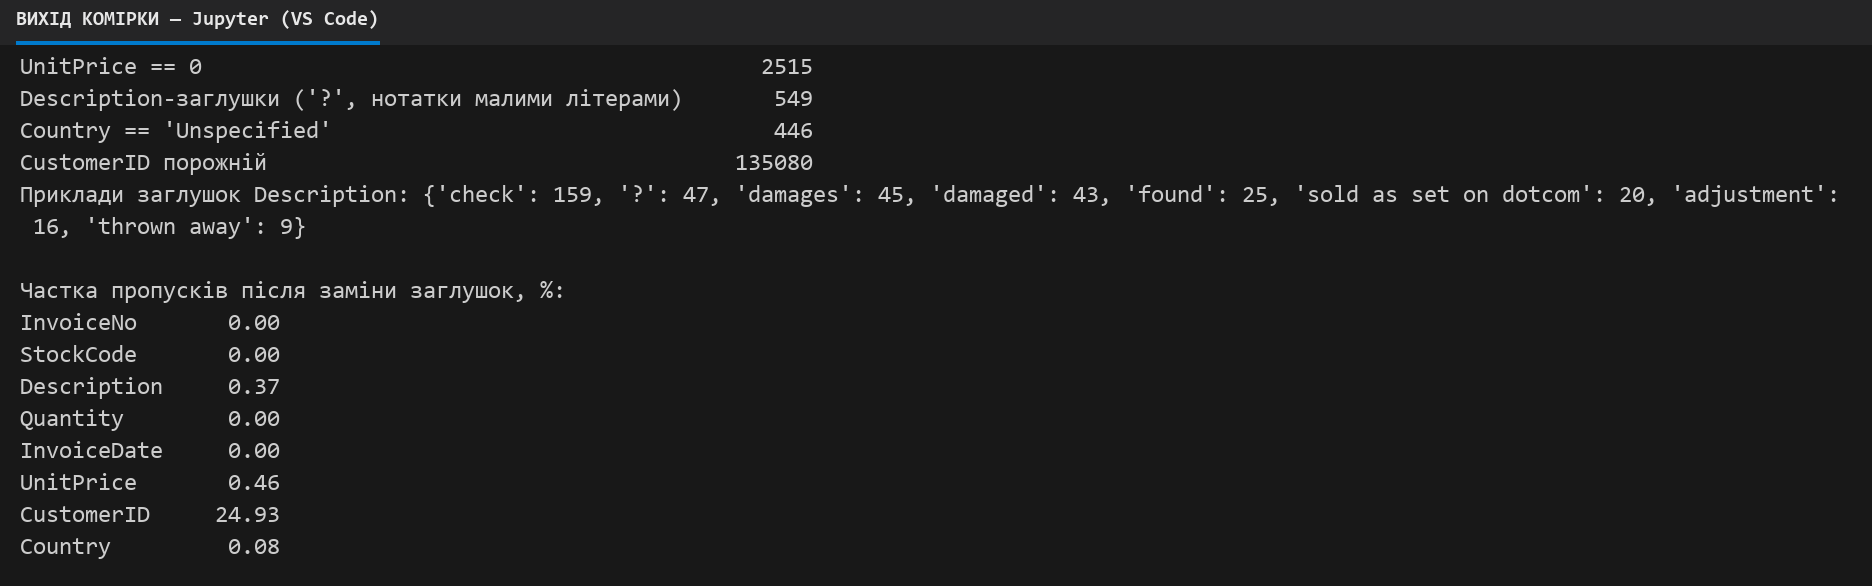 ВИХІД КОМІРКИ — Jupyter (VS Code)
UnitPrice == 0 2515
Description-заглушки ('?', нотатки малими літерами) 549
Country == 'Unspecified' 446
CustomerID порожній 135080
Приклади заглушок Description: {'check': 159, '?': 47, 'damages': 45, 'damaged': 43, 'found': 25, 'sold as set on dotcom': 20, 'adjustment':
16, 'thrown away': 9}
Частка пропусків після заміни заглушок, %:
InvoiceNo 0.00
StockCode 0.00
Description 0.37
Quantity 0.00
InvoiceDate 0.00
UnitPrice 0.46
CustomerID 24.93
Country 0.08